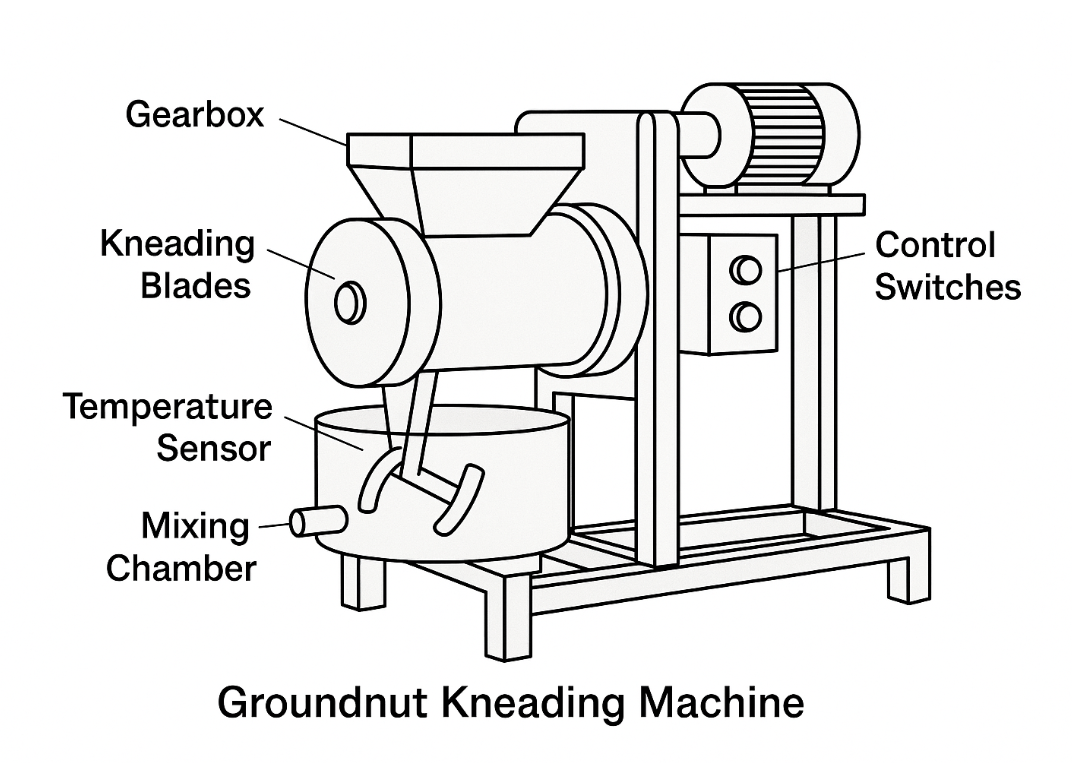 Gearbox
Kneading
Blades
Control
Switches
Temperature
Sensor
Mixing
Chamber
Groundnut Kneading Machine